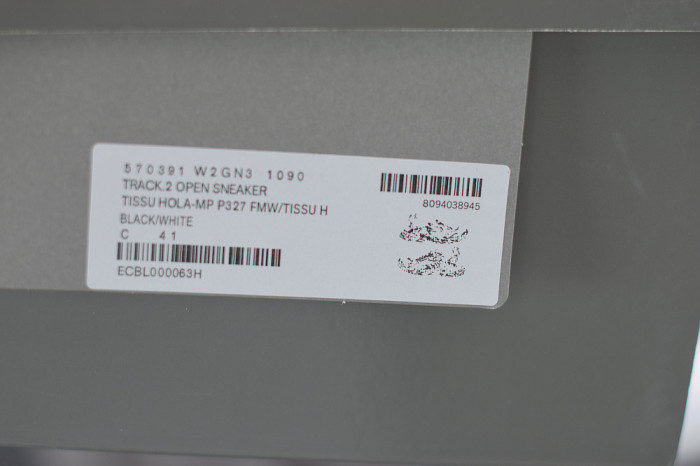 570391 W2GN3 1090
TRACK.2 OPEN SNEAKER
TISSU HOLA-MP P327 FMW/TISSU H
BLACK/WHITE
C 41
ECBL000063H
8094038945